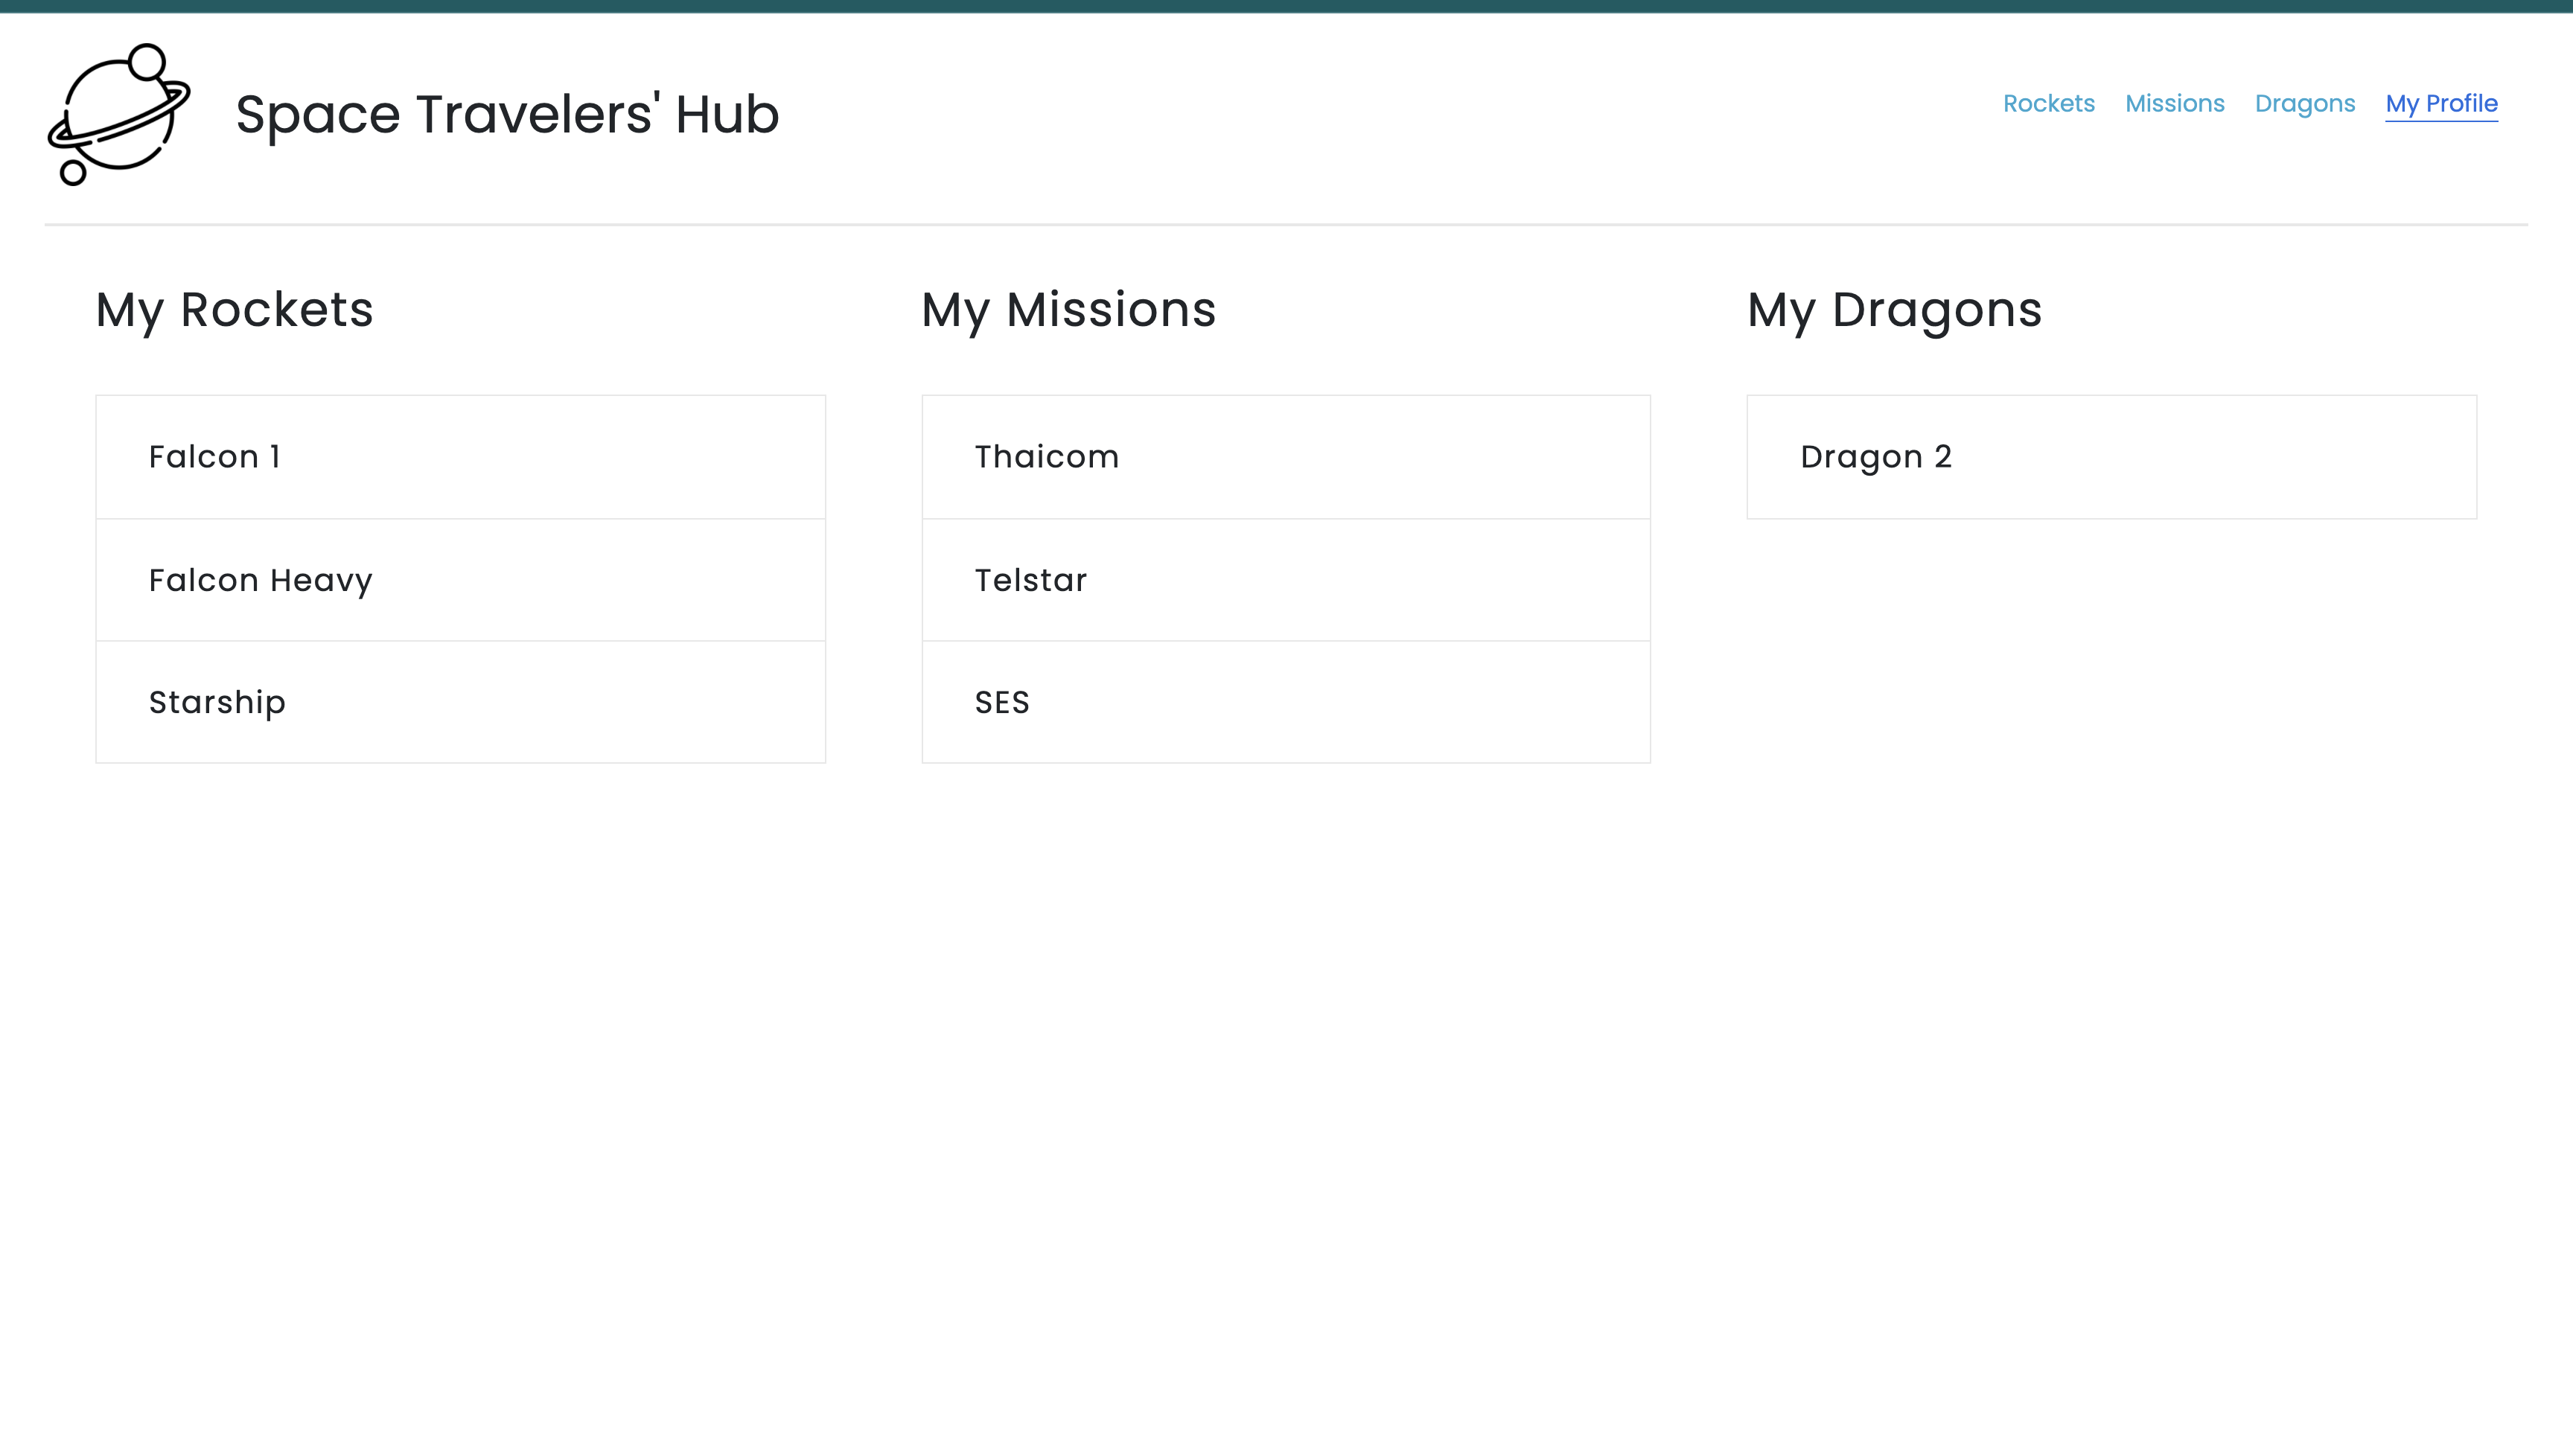 Space Travelers' Hub
Rockets Missions Dragons My Profile
My Rockets
Falcon 1
Falcon Heavy
Starship
My Missions
Thaicom
Telstar
SES
My Dragons
Dragon 2